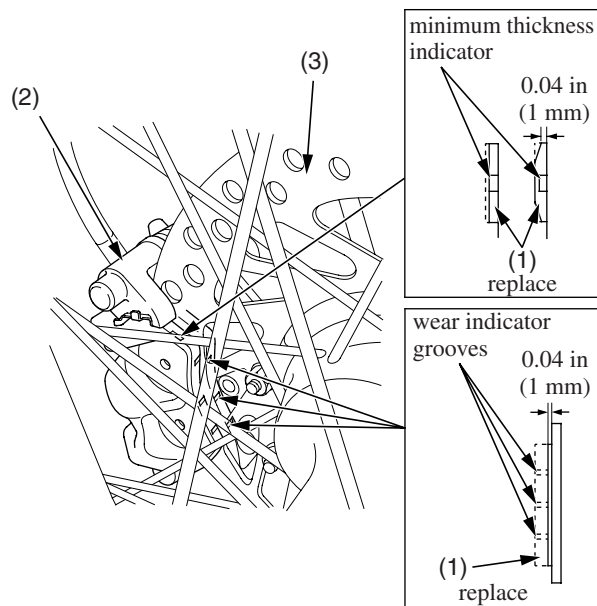 (2)
(3)
minimum thickness
indicator
0.04 in
(1 mm)
(1)
replace
wear indicator
grooves
0.04 in
(1 mm)
(1)
replace